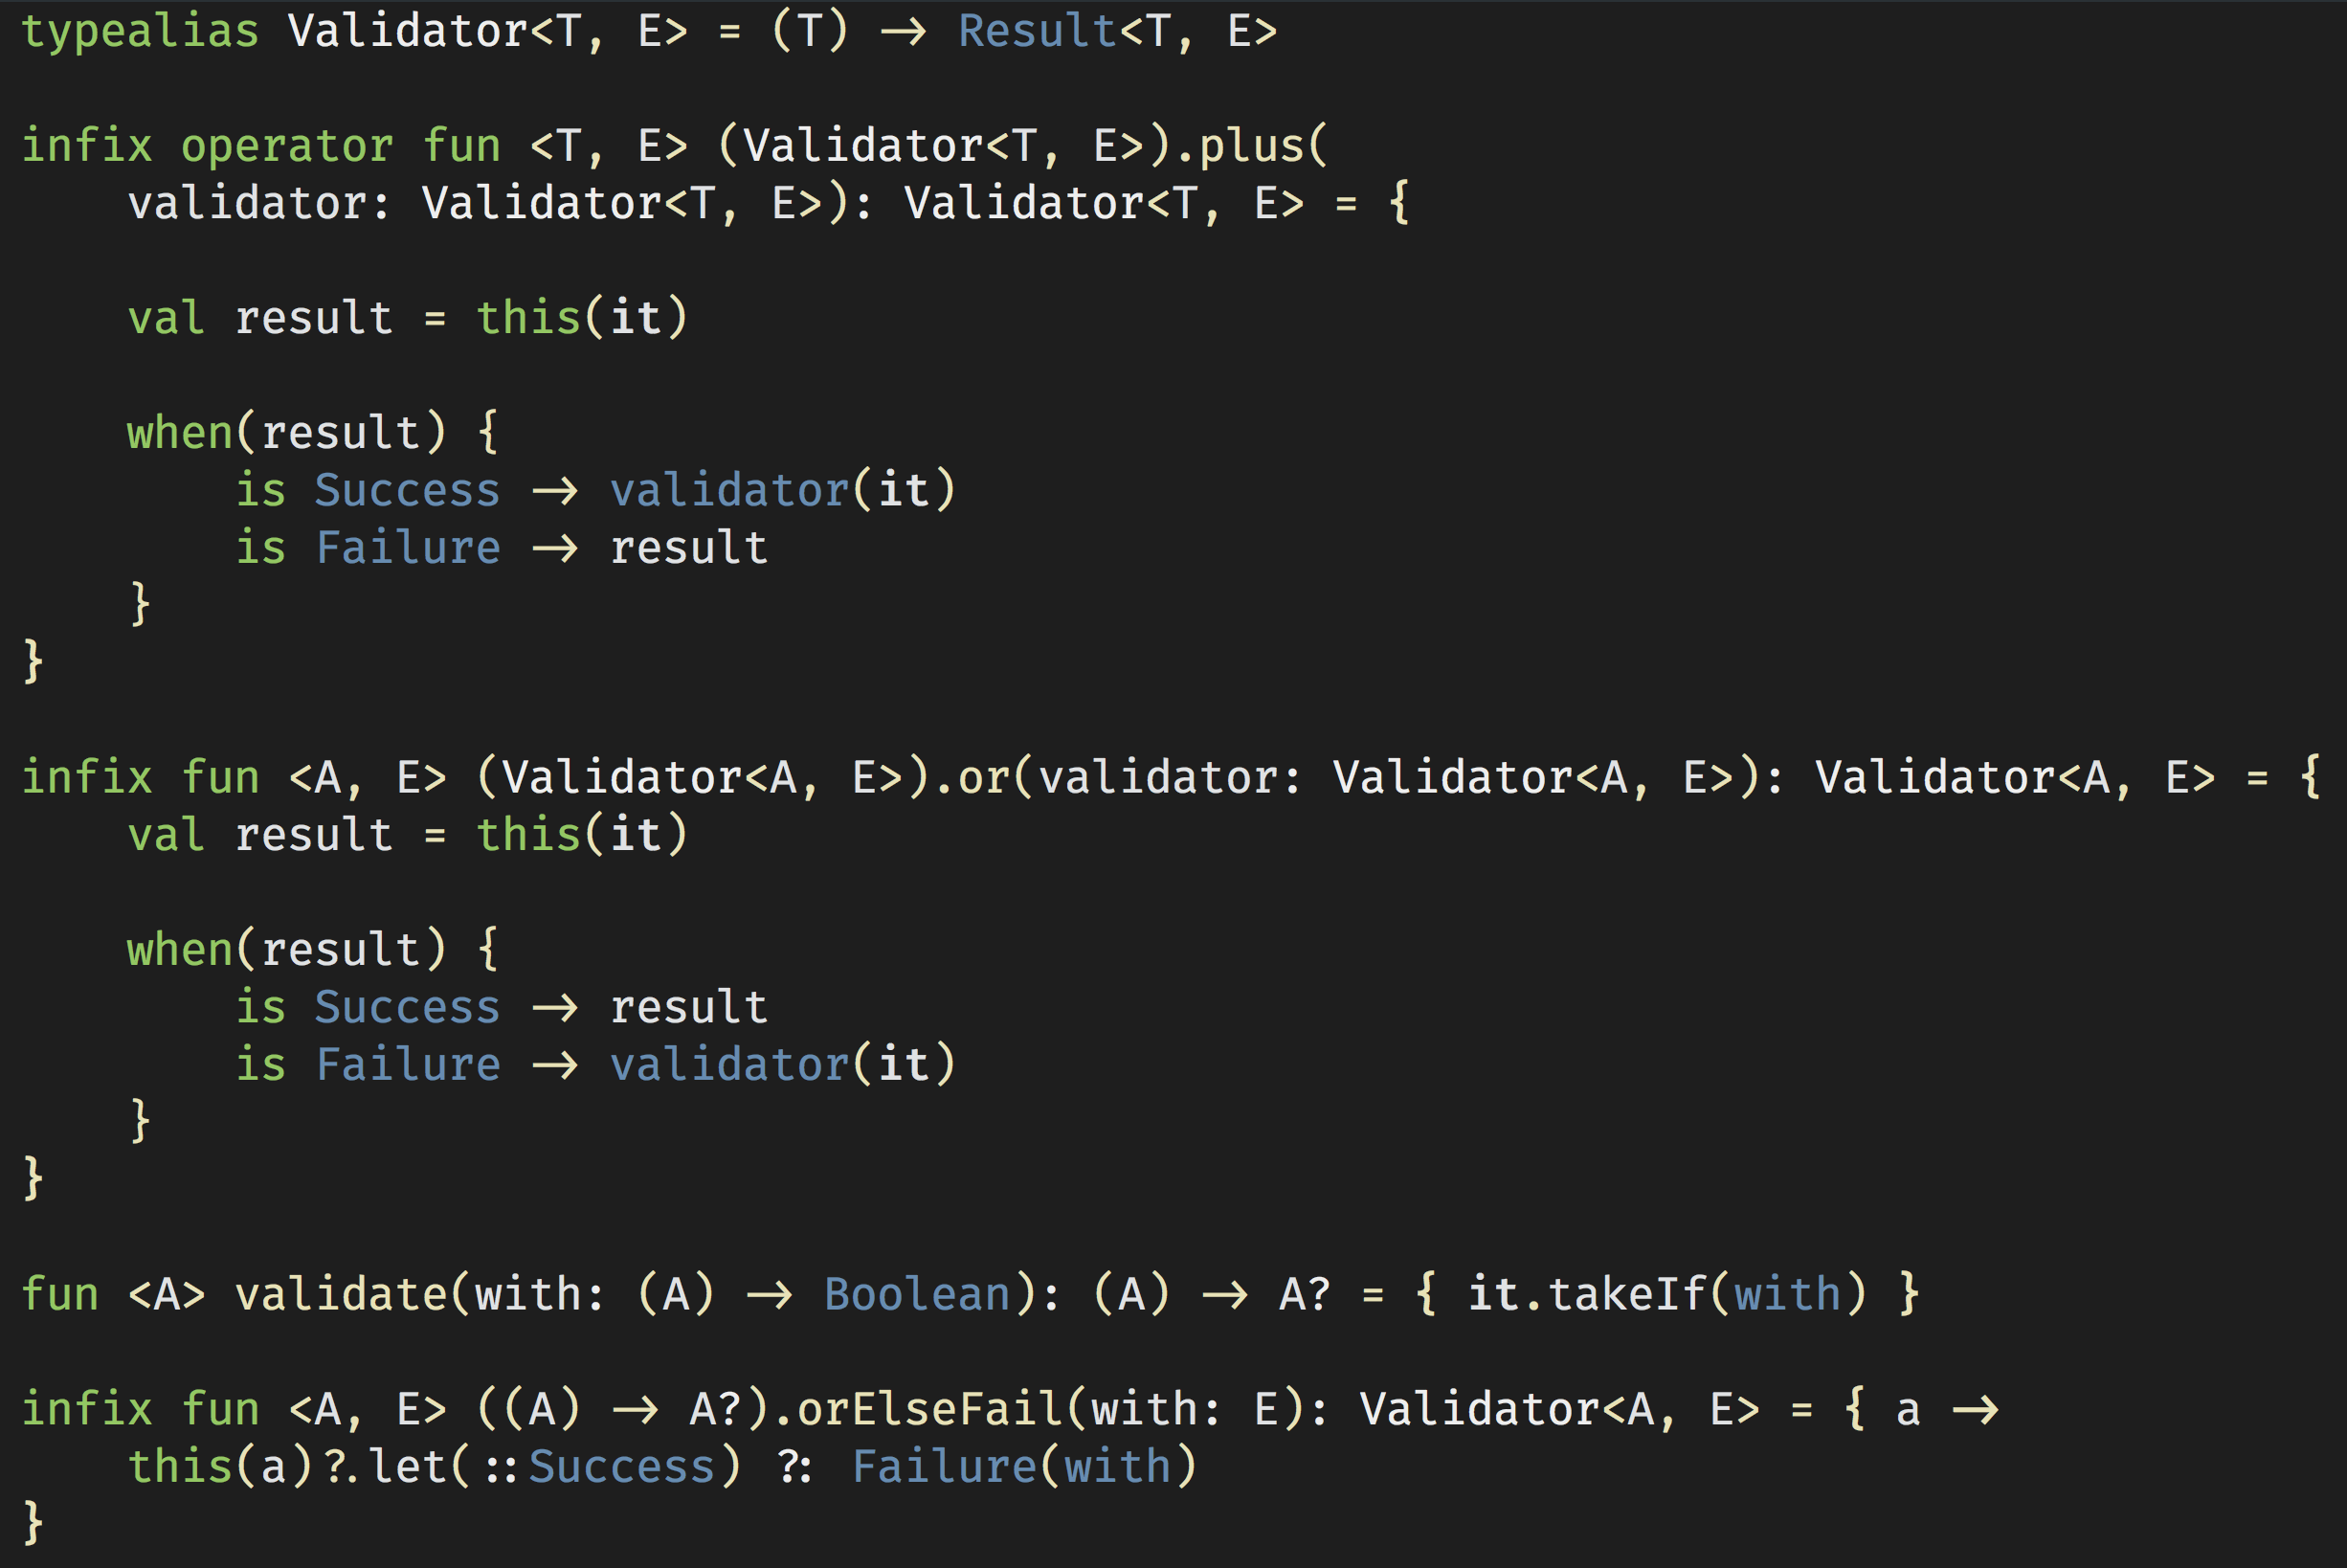 typealias Validator<T, E> = (T) -> Result<T, E>

infix operator fun <T, E> (Validator<T, E>).plus(
    validator: Validator<T, E>): Validator<T, E> = {

    val result = this(it)

    when(result) {
        is Success -> validator(it)
        is Failure -> result
    }
}

infix fun <A, E> (Validator<A, E>).or(validator: Validator<A, E>): Validator<A, E> = {
    val result = this(it)

    when(result) {
        is Success -> result
        is Failure -> validator(it)
    }
}

fun <A> validate(with: (A) -> Boolean): (A) -> A? = { it.takeIf(with) }

infix fun <A, E> ((A) -> A?).orElseFail(with: E): Validator<A, E> = { a ->
    this(a)?.let(::Success) ?: Failure(with)
}